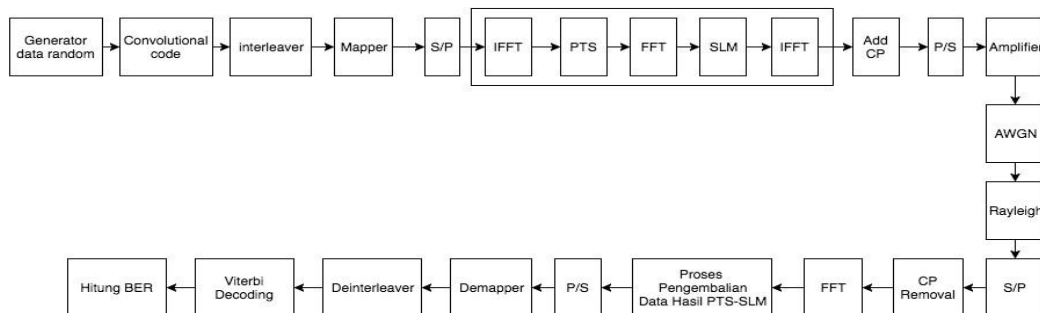 Generator
data random
Convolutional
code
interleaver
Mapper
S/P
IFFT
PTS
FFT
SLM
IFFT
Add
CP
P/S
Amplifier
AWGN
Rayleigh
S/P
CP
Removal
FFT
Proses
Pengembalian
Data Hasil PTS-SLM
P/S
Demapper
Deinterleaver
Viterbi
Decoding
Hitung BER